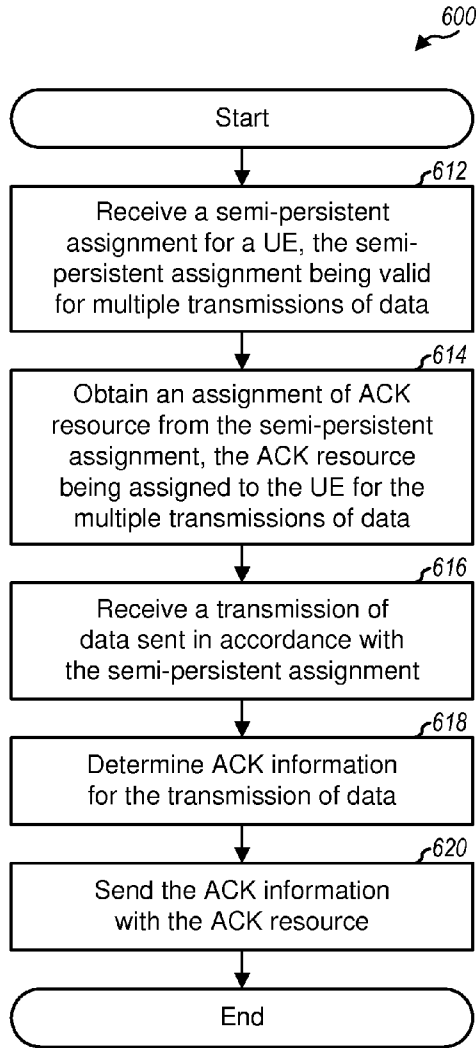 600
Start
612
Receive a semi-persistent
assignment for a UE, the semi-
persistent assignment being valid
for multiple transmissions of data
614
Obtain an assignment of ACK
resource from the semi-persistent
assignment, the ACK resource
being assigned to the UE for the
multiple transmissions of data
616
Receive a transmission of
data sent in accordance with
the semi-persistent assignment
618
Determine ACK information
for the transmission of data
620
Send the ACK information
with the ACK resource
End